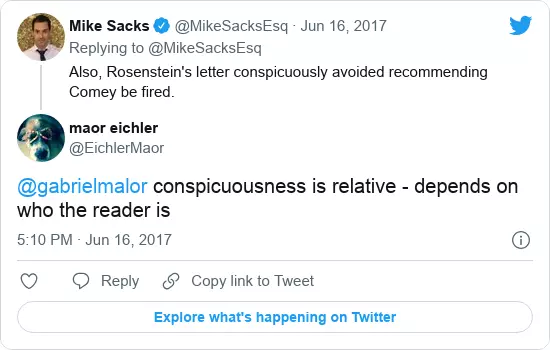 Mike Sacks @MikeSacksEsq · Jun 16, 2017
Replying to @MikeSacksEsq
Also, Rosenstein's letter conspicuously avoided recommending
Comey be fired.
maor eichler
@EichlerMaor
@gabrielmalor conspicuousness is relative - depends on
who the reader is
5:10 PM · Jun 16, 2017
Reply
Copy link to Tweet
Explore what's happening on Twitter